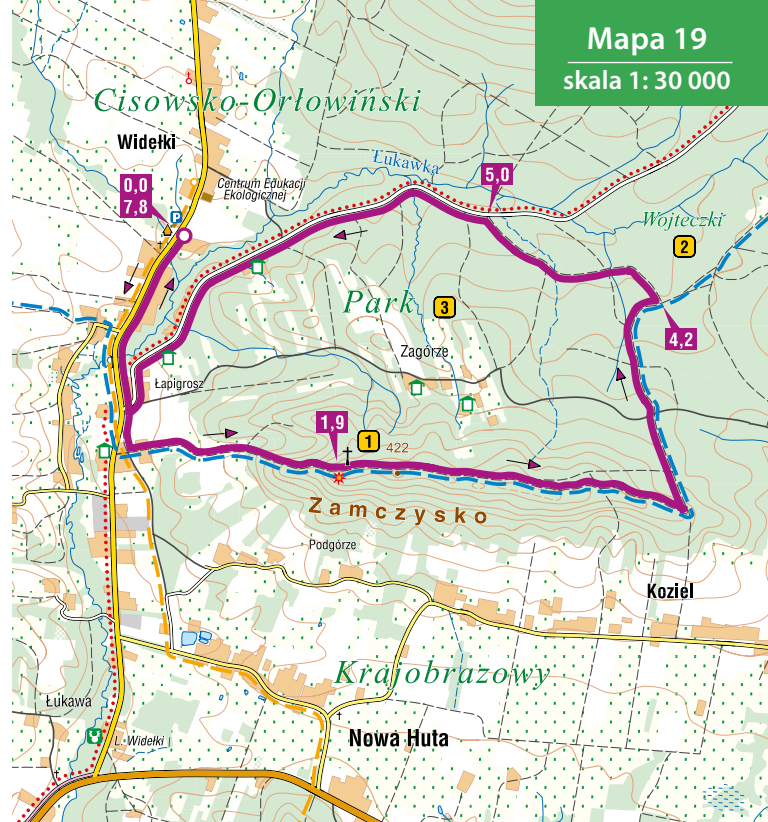 Mapa 19
skala 1: 30 000
Cisowsko-Orłowiński
Widełki
Łukawka
5,0
0,0
7,8
Centrum Edukacji
Ekologicznej
P
Wojteczki
2
Park
3
4,2
Zagórze
Łapigrosz
1,9
1
422
Zamczysko
Podgórze
Koziel
Krajobrazowy
Łukawa
L. Widełki
Nowa Huta